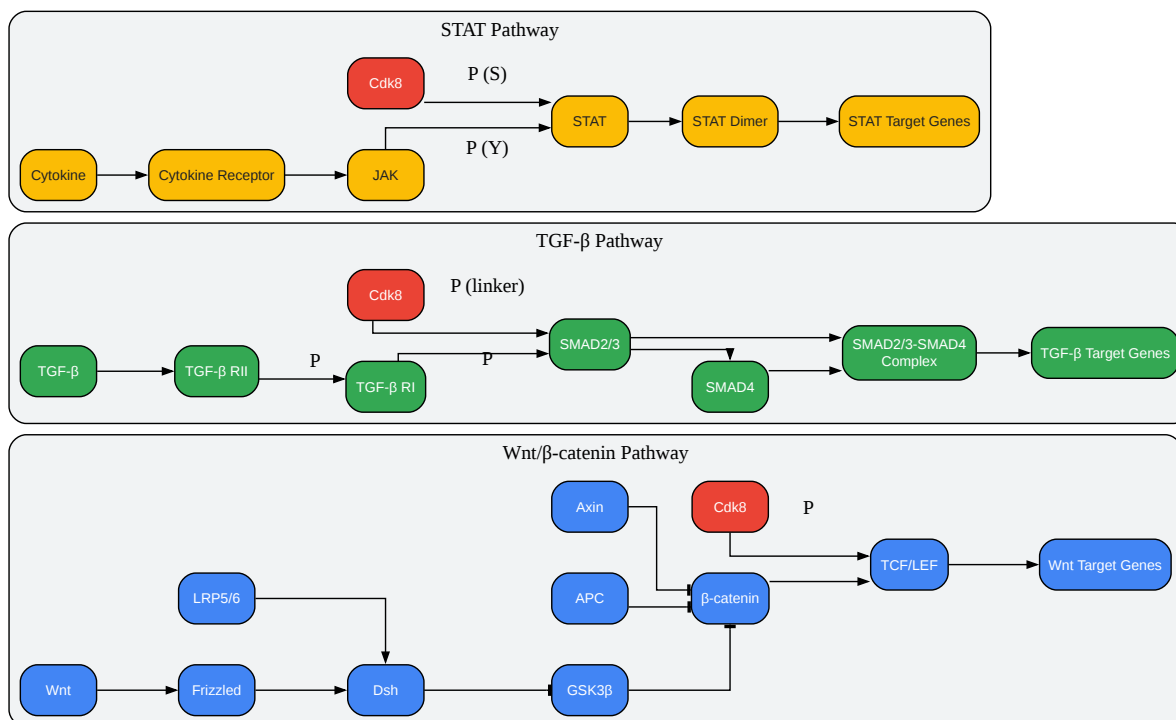 STAT Pathway
Cdk8
P (S)
STAT
STAT Dimer
STAT Target Genes
P (Y)
Cytokine
Cytokine Receptor
JAK
TGF-β Pathway
Cdk8
P (linker)
SMAD2/3
SMAD2/3-SMAD4
Complex
TGF-β Target Genes
P
P
TGF-β
TGF-β RII
TGF-β RI
SMAD4
Wnt/β-catenin Pathway
Axin
Cdk8
P
TCF/LEF
Wnt Target Genes
LRP5/6
APC
β-catenin
Wnt
Frizzled
Dsh
GSK3β